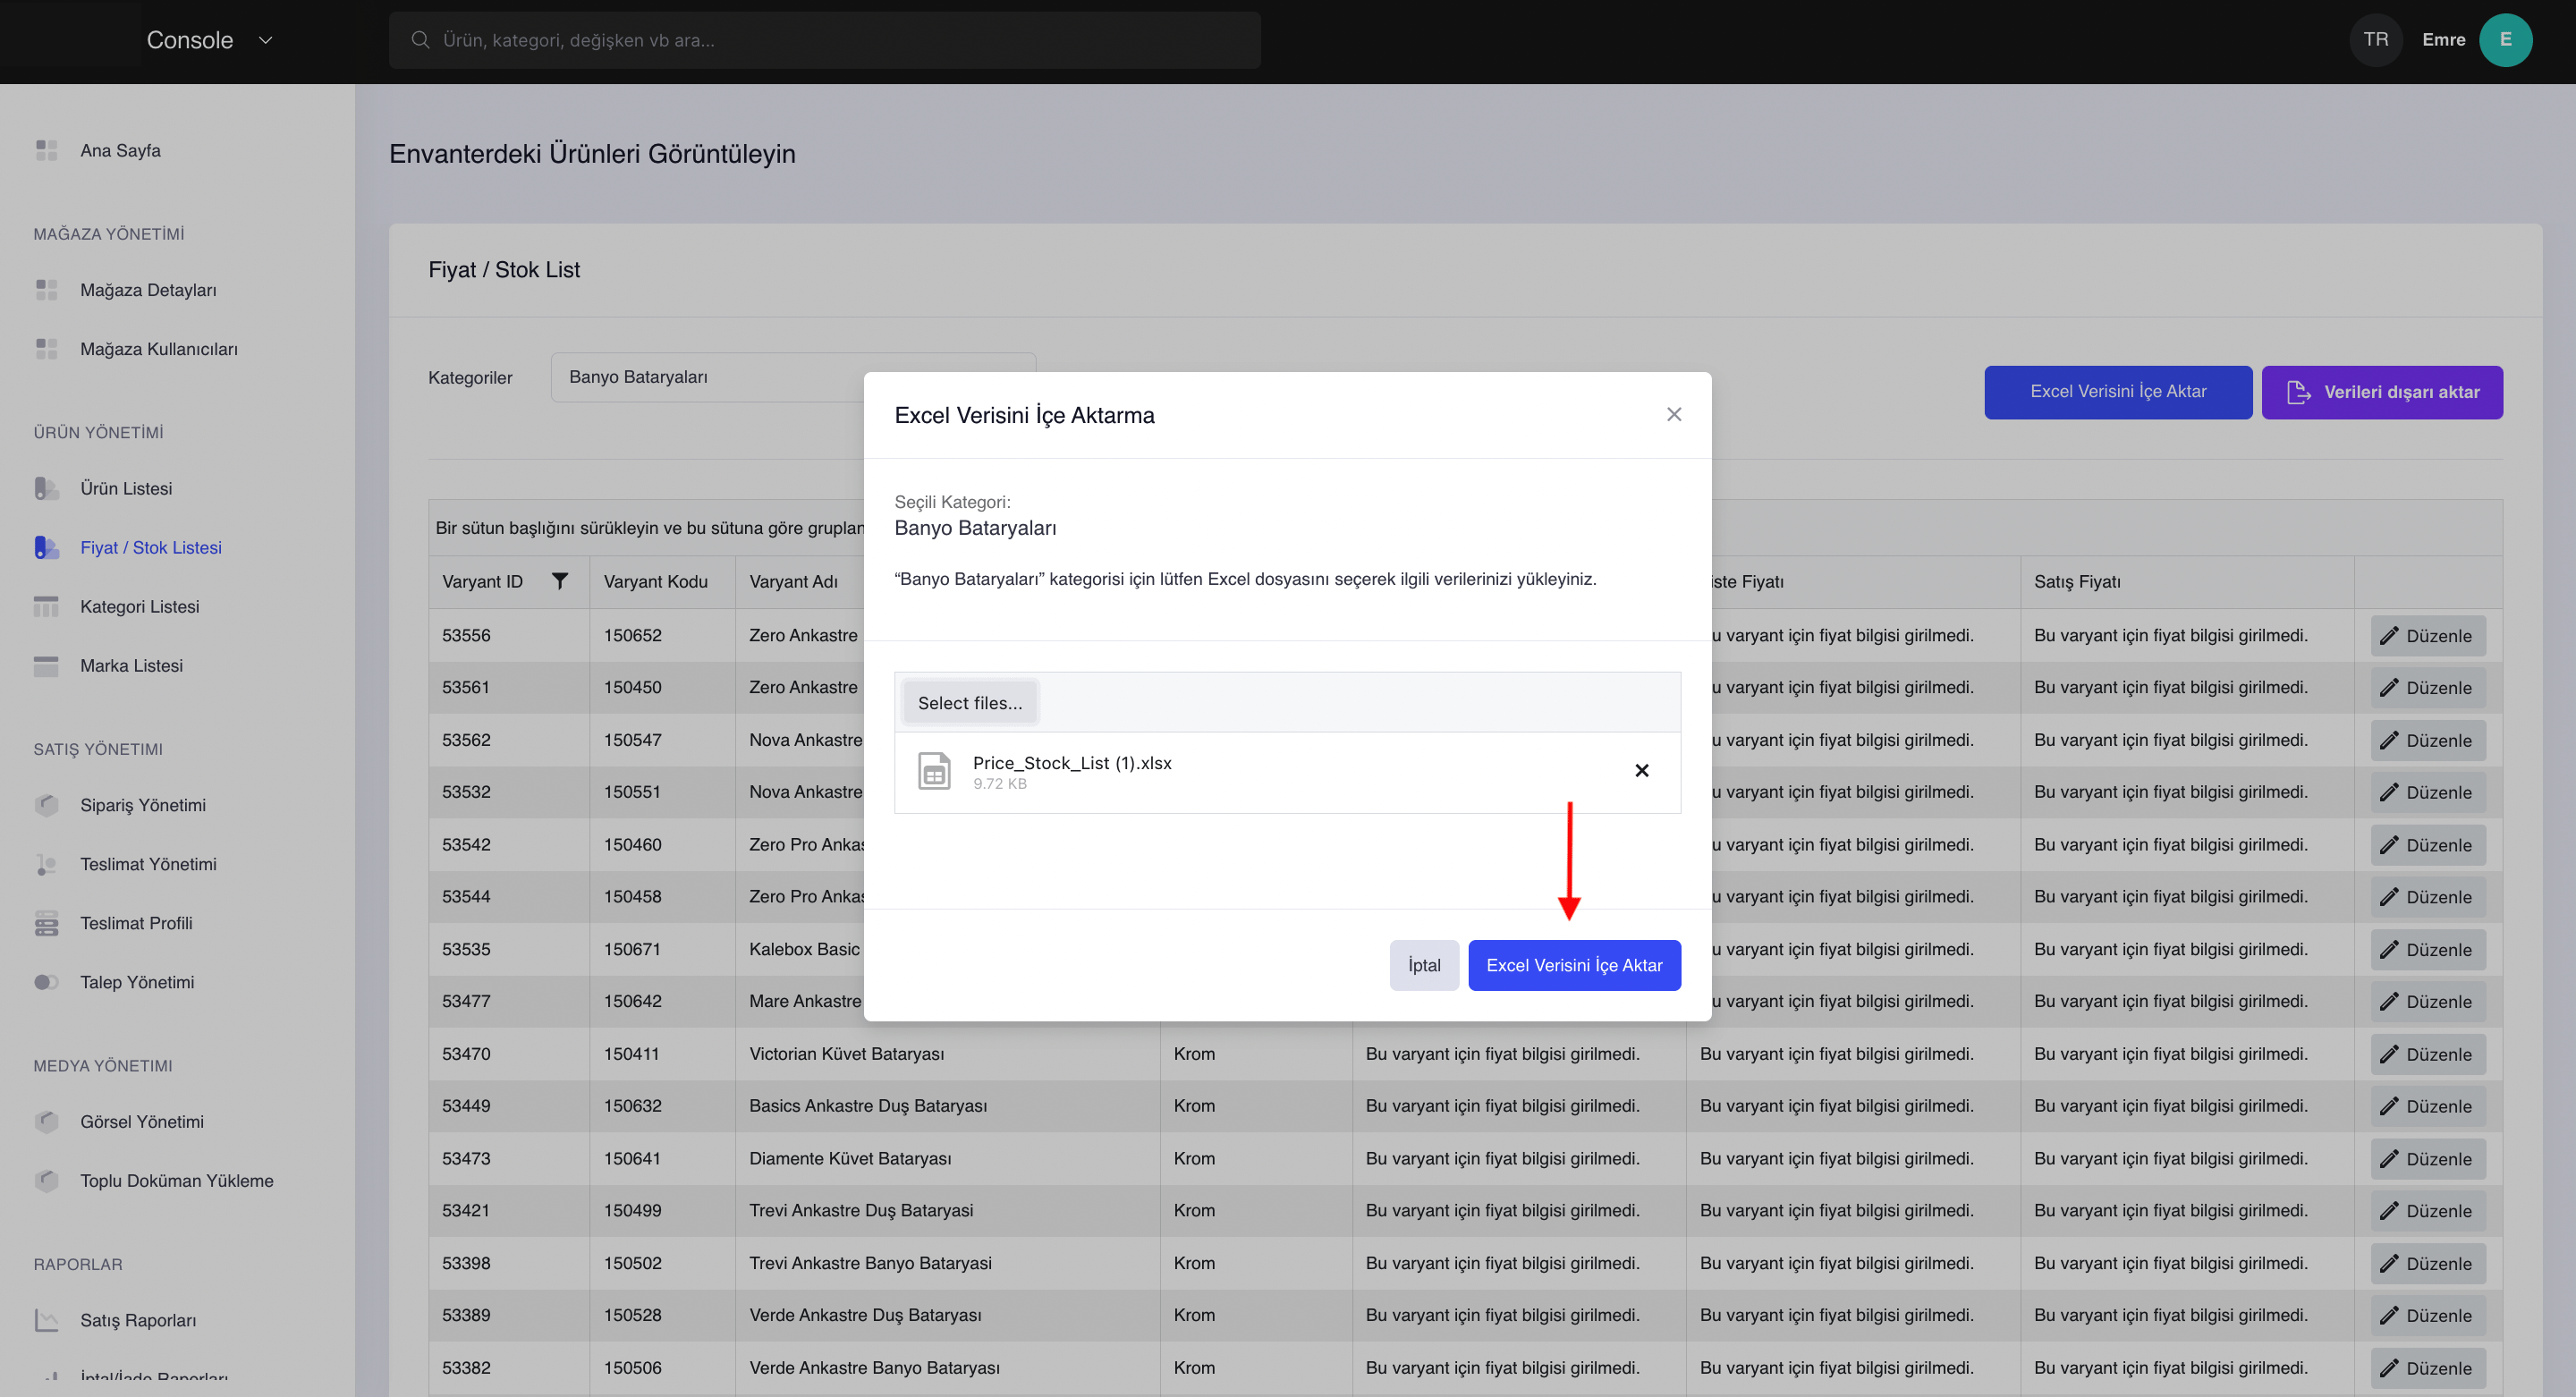 Console
Ürün, kategori, değişken vb ara...
TR
Emre
E
Ana Sayfa
MAĞAZA YÖNETİMİ
Mağaza Detayları
Mağaza Kullanıcıları
ÜRÜN YÖNETİMİ
Ürün Listesi
Fiyat / Stok Listesi
Kategori Listesi
Marka Listesi
SATIŞ YÖNETIMI
Sipariş Yönetimi
Teslimat Yönetimi
Teslimat Profili
Talep Yönetimi
MEDYA YÖNETIMI
Görsel Yönetimi
Toplu Doküman Yükleme
RAPORLAR
Satış Raporları
İptal/İade Raporları
Envanterdeki Ürünleri Görüntüleyin
Fiyat / Stok List
Kategoriler
Banyo Bataryaları
Excel Verisini İçe Aktar
Verileri dışarı aktar
Bir sütun başlığını sürükleyin ve bu sütuna göre
Varyant ID Varyant Kodu Varyant Adı Fiyatı Satış Fiyatı
53556 150652 Zero Ankastre varyant için fiyat bilgisi girilmedi. Bu varyant için fiyat bilgisi girilmedi. Düzenle
53561 150450 Zero Ankastre varyant için fiyat bilgisi girilmedi. Bu varyant için fiyat bilgisi girilmedi. Düzenle
53562 150547 Nova Ankastre varyant için fiyat bilgisi girilmedi. Bu varyant için fiyat bilgisi girilmedi. Düzenle
53532 150551 Nova Ankastre varyant için fiyat bilgisi girilmedi. Bu varyant için fiyat bilgisi girilmedi. Düzenle
53542 150460 Zero Pro varyant için fiyat bilgisi girilmedi. Bu varyant için fiyat bilgisi girilmedi. Düzenle
53544 150458 Zero Pro varyant için fiyat bilgisi girilmedi. Bu varyant için fiyat bilgisi girilmedi. Düzenle
53535 150671 Kalebox Basic varyant için fiyat bilgisi girilmedi. Bu varyant için fiyat bilgisi girilmedi. Düzenle
53477 150642 Mare Ankastre varyant için fiyat bilgisi girilmedi. Bu varyant için fiyat bilgisi girilmedi. Düzenle
53470 150411 Victorian Küvet Bataryası Krom Bu varyant için fiyat bilgisi girilmedi. Bu varyant için fiyat bilgisi girilmedi. Bu varyant için fiyat bilgisi girilmedi. Düzenle
53449 150632 Basics Ankastre Duş Bataryası Krom Bu varyant için fiyat bilgisi girilmedi. Bu varyant için fiyat bilgisi girilmedi. Bu varyant için fiyat bilgisi girilmedi. Düzenle
53473 150641 Diamente Küvet Bataryası Krom Bu varyant için fiyat bilgisi girilmedi. Bu varyant için fiyat bilgisi girilmedi. Bu varyant için fiyat bilgisi girilmedi. Düzenle
53421 150499 Trevi Ankastre Duş Bataryasi Krom Bu varyant için fiyat bilgisi girilmedi. Bu varyant için fiyat bilgisi girilmedi. Bu varyant için fiyat bilgisi girilmedi. Düzenle
53398 150502 Trevi Ankastre Banyo Bataryasi Krom Bu varyant için fiyat bilgisi girilmedi. Bu varyant için fiyat bilgisi girilmedi. Bu varyant için fiyat bilgisi girilmedi. Düzenle
53389 150528 Verde Ankastre Duş Bataryası Krom Bu varyant için fiyat bilgisi girilmedi. Bu varyant için fiyat bilgisi girilmedi. Bu varyant için fiyat bilgisi girilmedi. Düzenle
53382 150506 Verde Ankastre Banyo Bataryası Krom Bu varyant için fiyat bilgisi girilmedi. Bu varyant için fiyat bilgisi girilmedi. Bu varyant için fiyat bilgisi girilmedi. Düzenle
Excel Verisini İçe Aktarma
Seçili Kategori:
Banyo Bataryaları
“Banyo Bataryaları” kategorisi için lütfen Excel dosyasını seçerek ilgili verilerinizi yükleyiniz.
Select files...
Price_Stock_List (1).xlsx
9.72 KB
İptal
Excel Verisini İçe Aktar